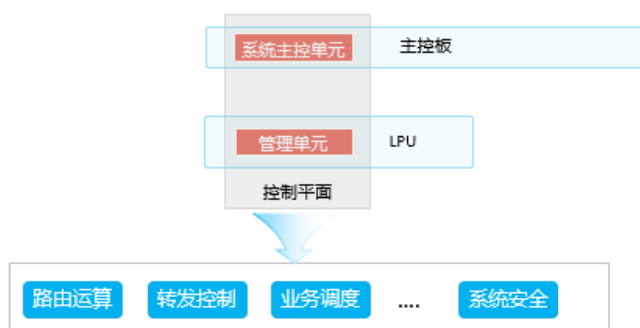 系统主控单元 主控板
管理单元 LPU
控制平面
路由运算 转发控制 业务调度 .... 系统安全